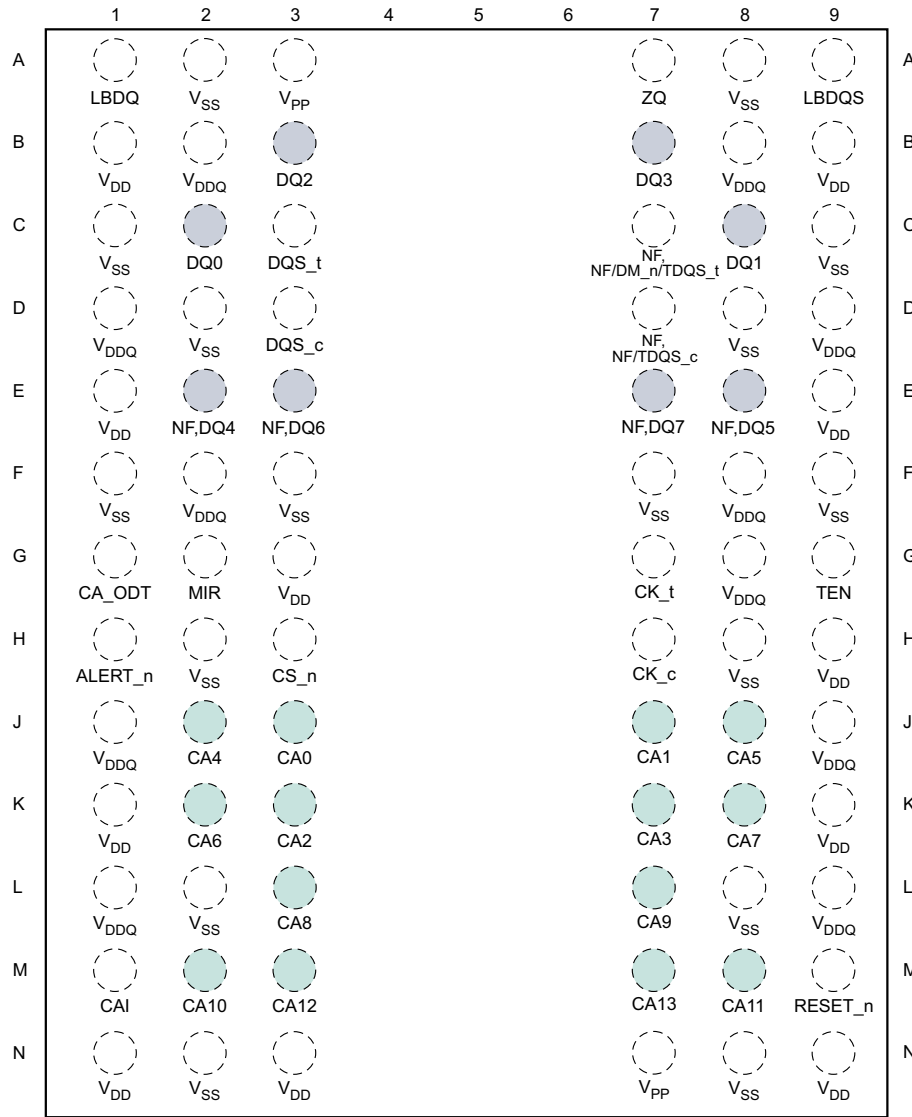 1 2 3 4 5 6 7 8 9
A A
LBDQ VSS VPP ZQ VSS LBDQS
B B
VDD VDDQ DQ2 DQ3 VDDQ VDD
C C
VSS DQ0 DQS_t NF, NF/DM_n/TDQS_t DQ1 VSS
D D
VDDQ VSS DQS_c NF, NF/TDQS_c VSS VDDQ
E E
VDD NF,DQ4 NF,DQ6 NF,DQ7 NF,DQ5 VDD
F F
VSS VDDQ VSS VSS VDDQ VSS
G G
CA_ODT MIR VDD CK_t VDDQ TEN
H H
ALERT_n VSS CS_n CK_c VSS VDD
J J
VDDQ CA4 CA0 CA1 CA5 VDDQ
K K
VDD CA6 CA2 CA3 CA7 VDD
L L
VDDQ VSS CA8 CA9 VSS VDDQ
M M
CAI CA10 CA12 CA13 CA11 RESET_n
N N
VDD VSS VDD VPP VSS VDD